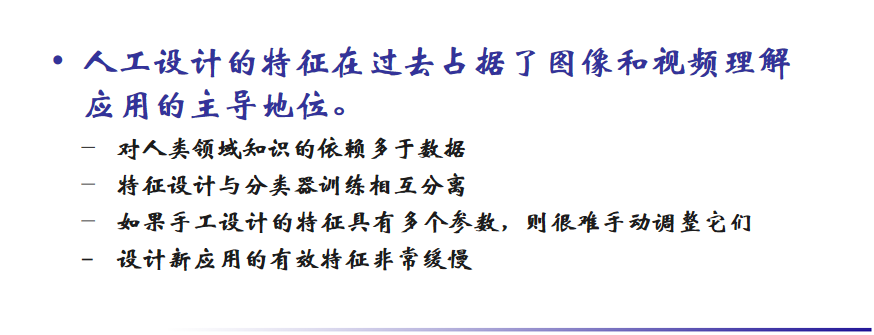 • 人工设计的特征在过去占据了图像和视频理解
应用的主导地位。
– 对人类领域知识的依赖多于数据
– 特征设计与分类器训练相互分离
– 如果手工设计的特征具有多个参数，则很难手动调整它们
– 设计新应用的有效特征非常缓慢